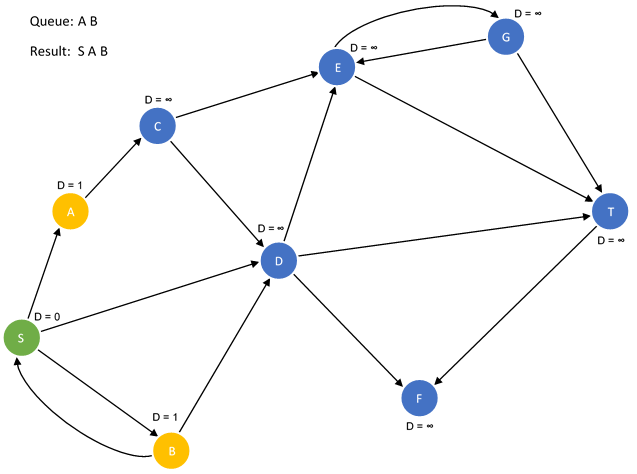 Queue: A B
D = ∞
G
Result: S A B
D = ∞
E
D = ∞
C
D = 1
A
T
D = ∞
D = ∞
D
D = 0
S
F
D = 1
D = ∞
B